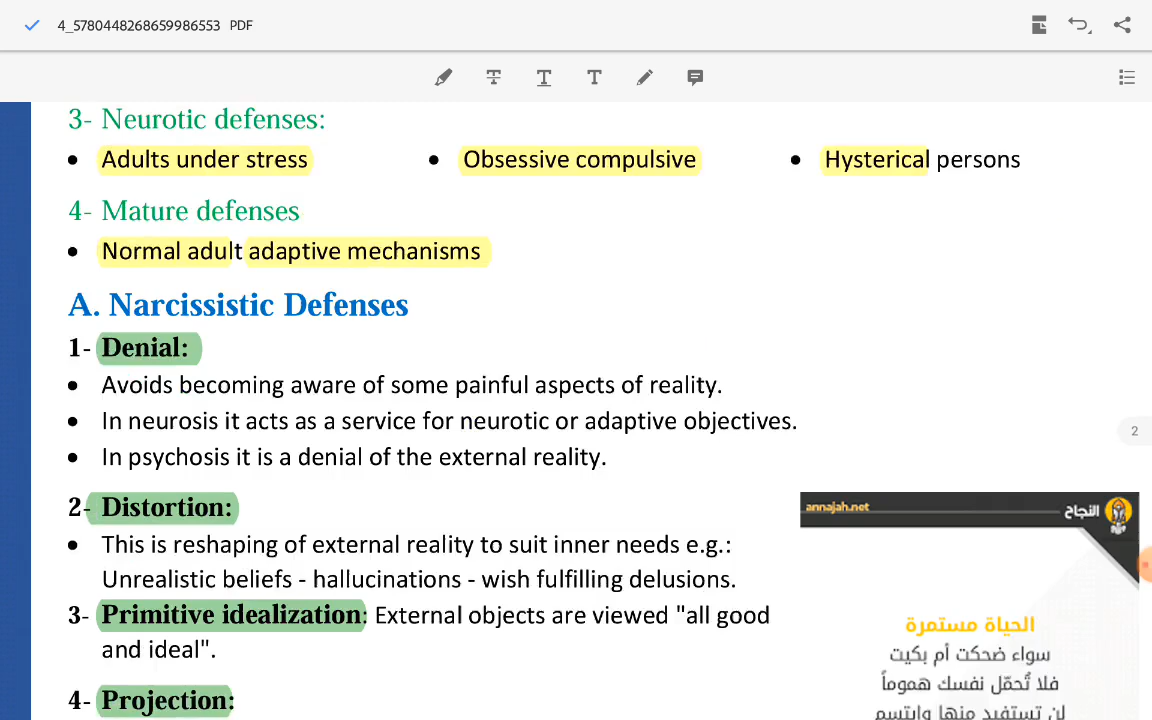 4_5780448268659986553 PDF
3- Neurotic defenses:
• Adults under stress • Obsessive compulsive • Hysterical persons
4- Mature defenses
• Normal adult adaptive mechanisms
A. Narcissistic Defenses
1- Denial:
• Avoids becoming aware of some painful aspects of reality.
• In neurosis it acts as a service for neurotic or adaptive objectives.
2
• In psychosis it is a denial of the external reality.
2- Distortion:
• This is reshaping of external reality to suit inner needs e.g.:
Unrealistic beliefs - hallucinations - wish fulfilling delusions.
3- Primitive idealization: External objects are viewed "all good
and ideal".
4- Projection:
annajah.net النجاح
الحياة مستمرة
سواء ضحكت أم بكيت
فلا تُحمّل نفسك هموماً
لن تستفيد منها وابتسم